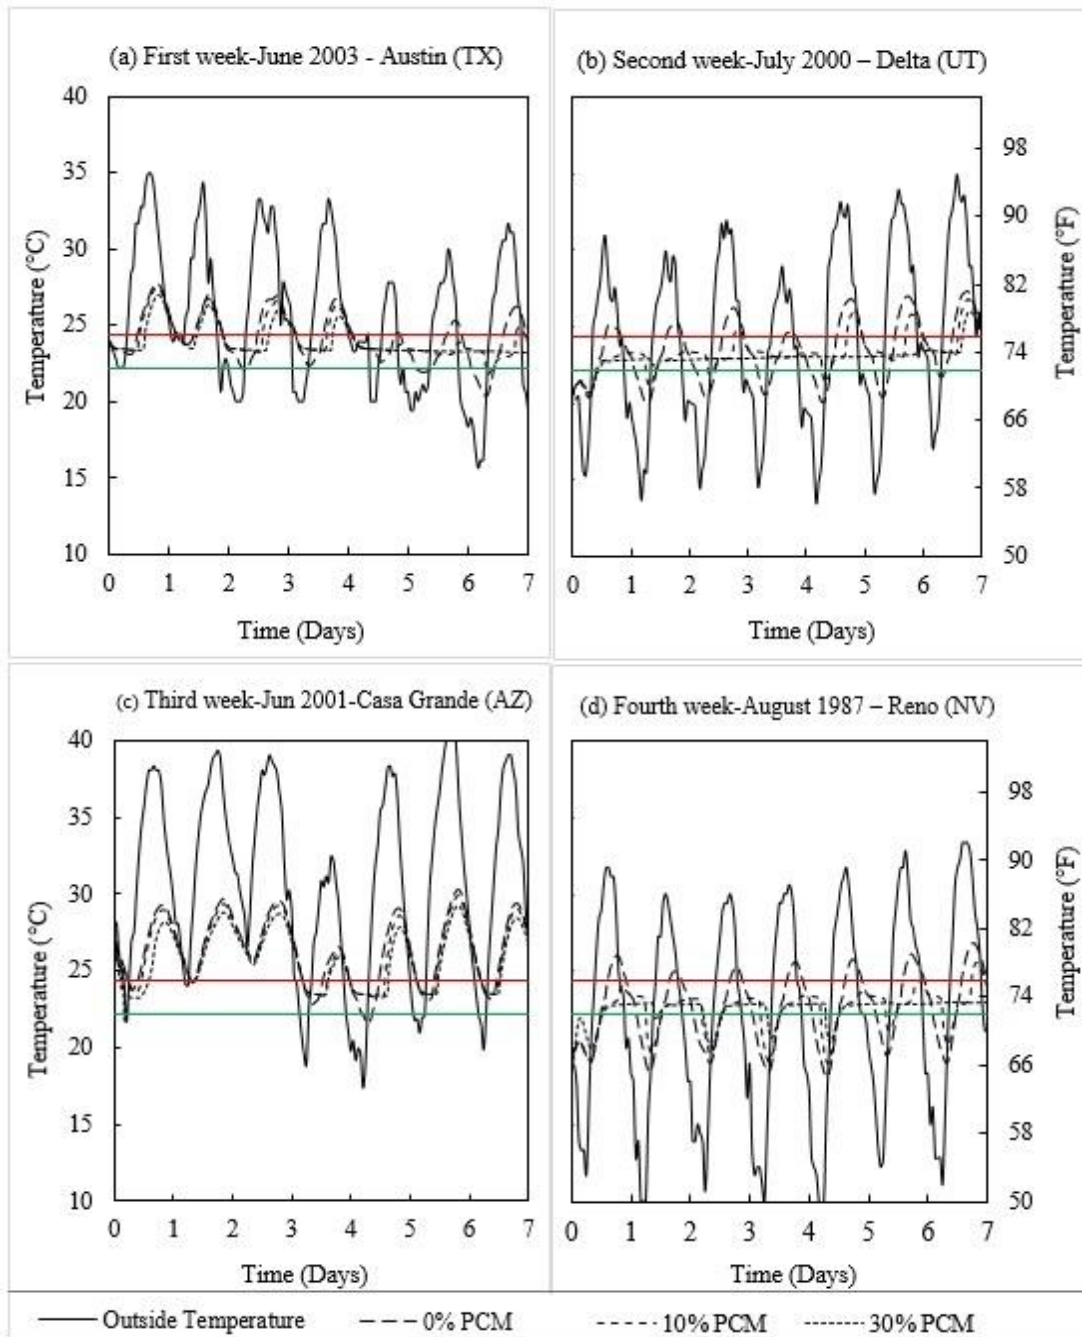 (a) First week-June 2003 - Austin (TX)
40
35
30
25
20
15
10
Temperature (°C)
0 1 2 3 4 5 6 7
Time (Days)
(b) Second week-July 2000 – Delta (UT)
98
90
82
74
66
58
50
Temperature (°F)
0 1 2 3 4 5 6 7
Time (Days)
(c) Third week-Jun 2001-Casa Grande (AZ)
40
35
30
25
20
15
10
Temperature (°C)
0 1 2 3 4 5 6 7
Time (Days)
(d) Fourth week-August 1987 – Reno (NV)
98
90
82
74
66
58
50
Temperature (°F)
0 1 2 3 4 5 6 7
Time (Days)
Outside Temperature 0% PCM 10% PCM 30% PCM